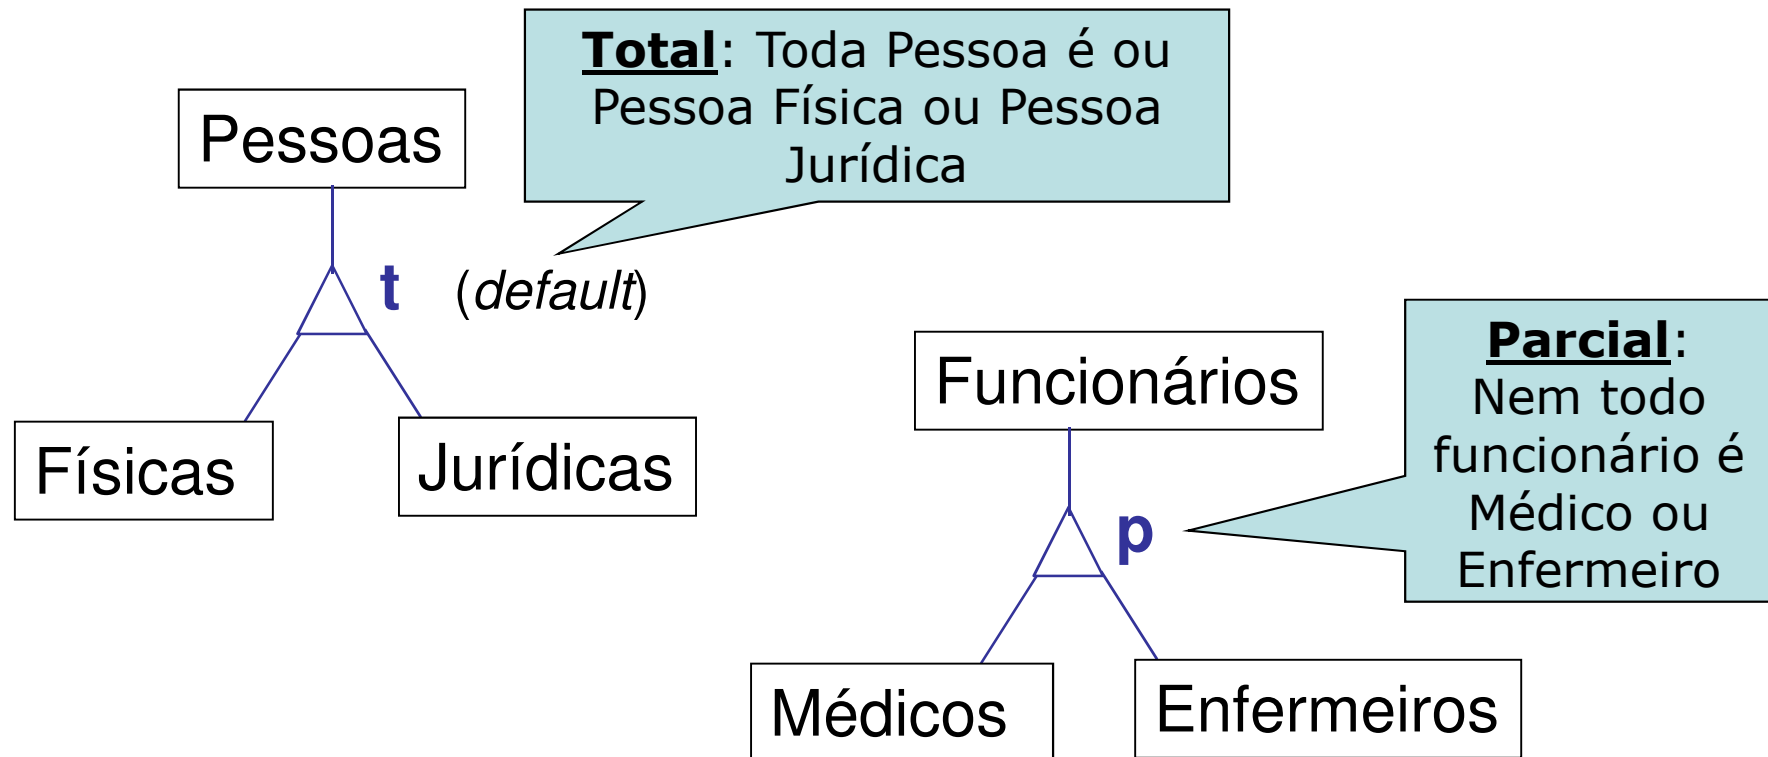 Total: Toda Pessoa é ou
Pessoa Física ou Pessoa
Jurídica
Pessoas
t (default)
Físicas
Jurídicas
Parcial:
Nem todo
funcionário é
Médico ou
Enfermeiro
Funcionários
p
Médicos
Enfermeiros